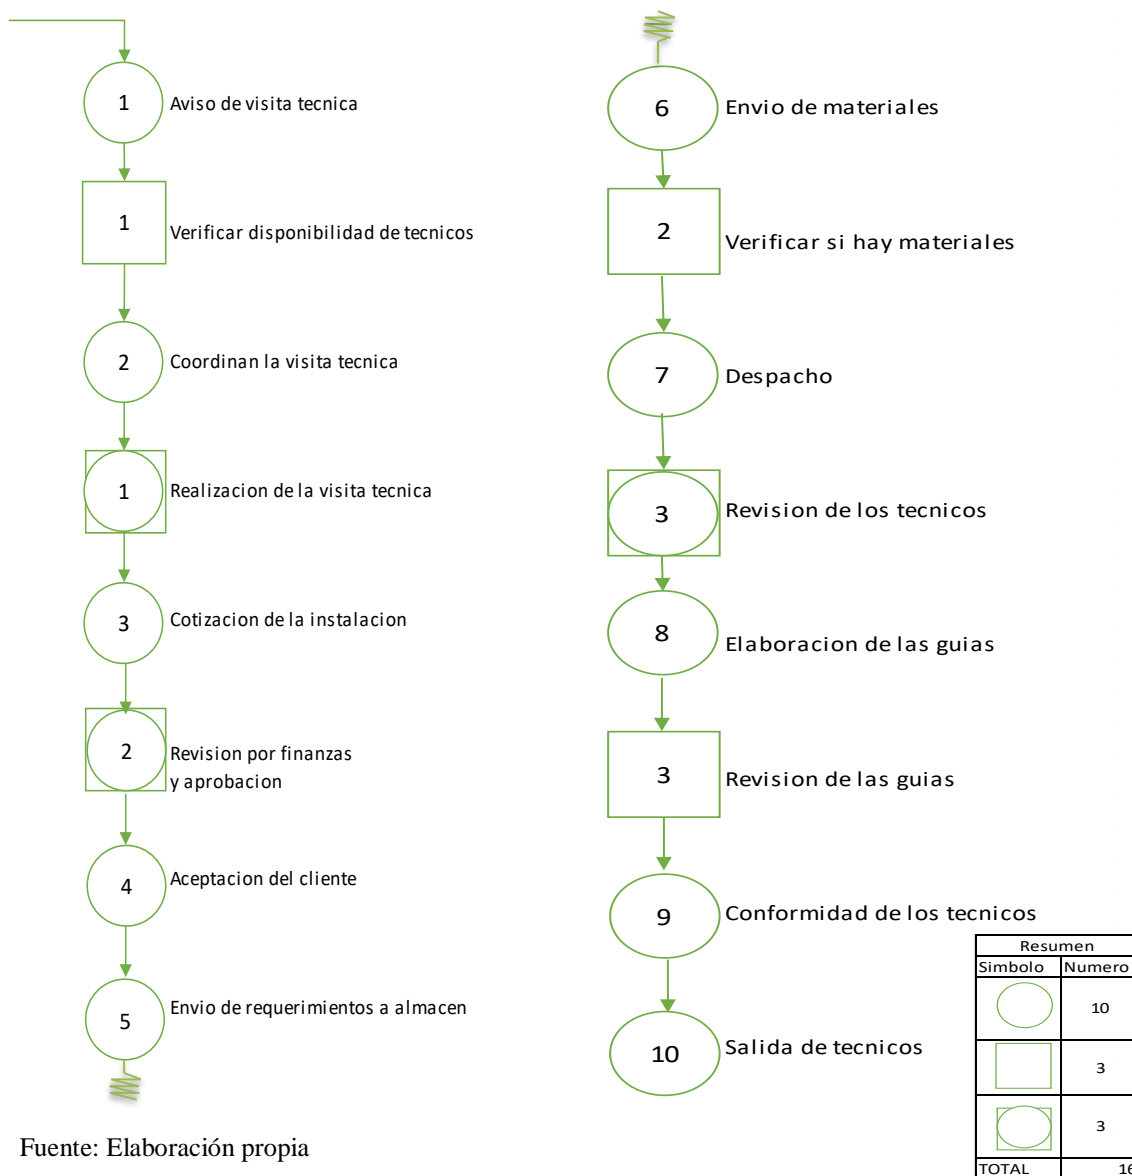 1
Aviso de visita tecnica
1
Verificar disponibilidad de tecnicos
2
Coordinan la visita tecnica
1
Realizacion de la visita tecnica
3
Cotizacion de la instalacion
2
Revision por finanzas
y aprobacion
4
Aceptacion del cliente
5
Envio de requerimientos a almacen
6
Envio de materiales
2
Verificar si hay materiales
7
Despacho
3
Revision de los tecnicos
8
Elaboracion de las guias
3
Revision de las guias
9
Conformidad de los tecnicos
10
Salida de tecnicos
Resumen
Simbolo Numero
10
3
3
TOTAL 16
Fuente: Elaboración propia